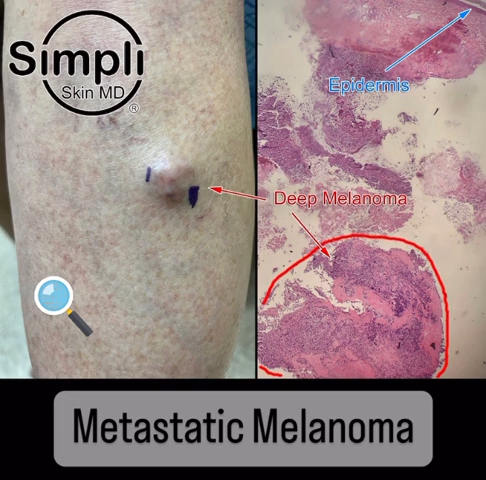 Simpli
Skin MD
®
Epidermis
Deep Melanoma
Metastatic Melanoma